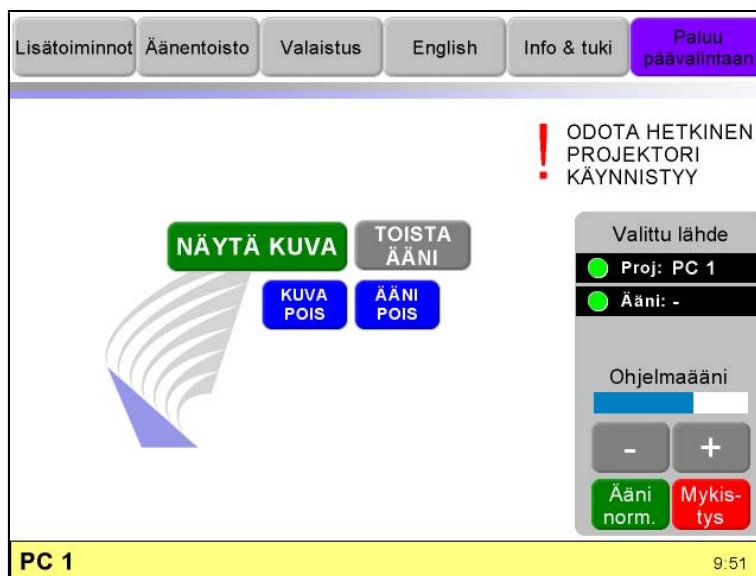 Lisätoiminnot
Äänentoisto
Valaistus
English
Info & tuki
Paluu
päävalintaan
!
ODOTA HETKINEN
PROJEKTORI
KÄYNNISTYY
NÄYTÄ KUVA
TOISTA
ÄÄNI
KUVA
POIS
ÄÄNI
POIS
Valittu lähde
Proj: PC 1
Ääni: -
Ohjelmaääni
- +
Ääni
norm.
Mykis-
tys
PC 1
9:51